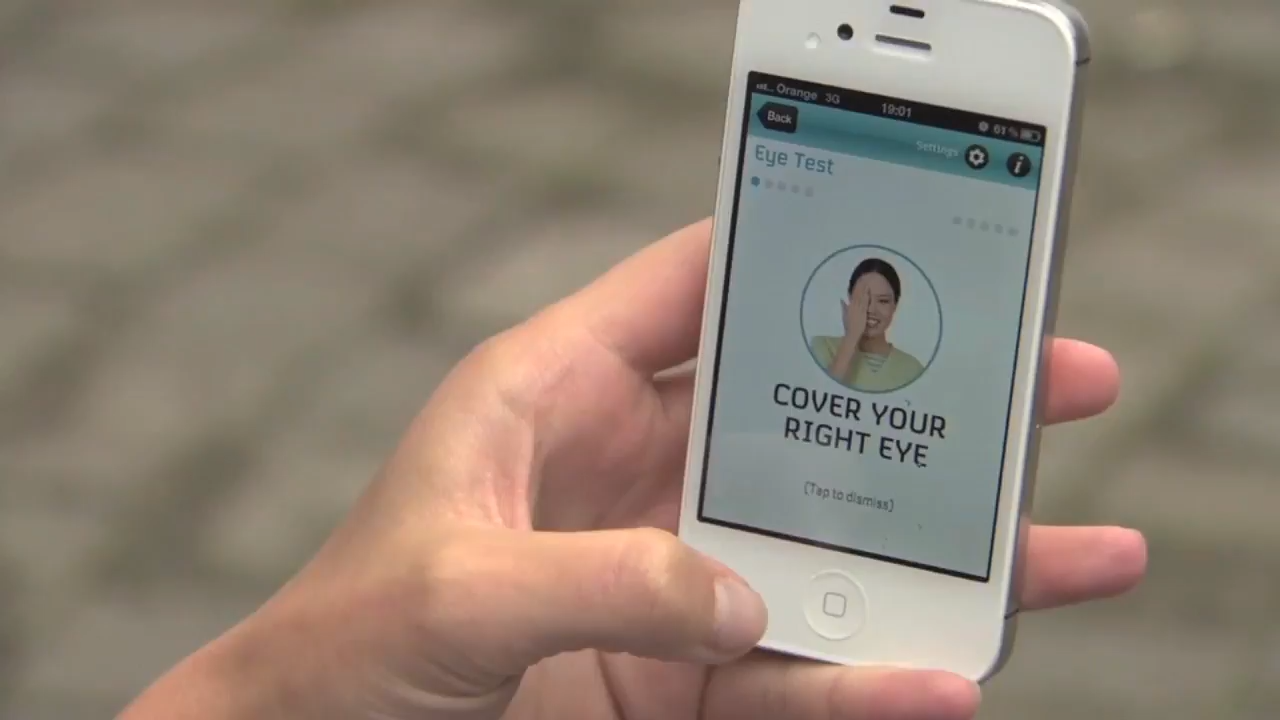 Orange 3G 19:01 61%
Back
Settings
Eye Test
COVER YOUR
RIGHT EYE
[Tap to dismiss]